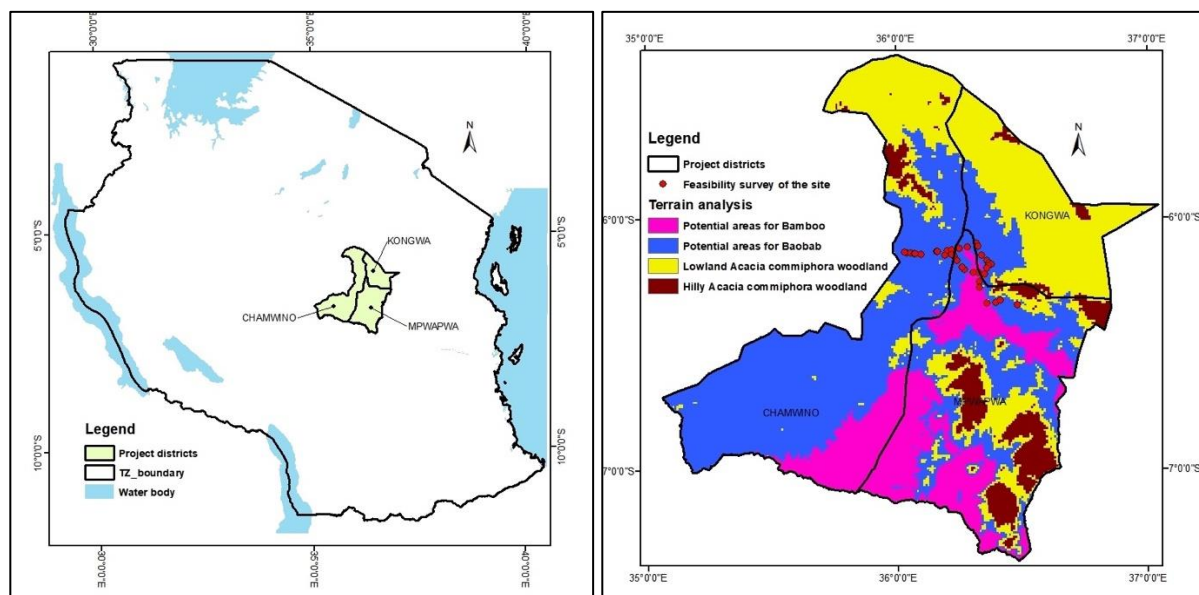 30°0'0"E
35°0'0"E
40°0'0"E
N
5°0'0"S
5°0'0"S
KONGWA
CHAMWINO
MPWAPWA
10°0'0"S
10°0'0"S
Legend
Project districts
TZ_boundary
Water body
30°0'0"E
35°0'0"E
40°0'0"E
35°0'0"E
36°0'0"E
37°0'0"E
N
Legend
Project districts
Feasibility survey of the site
Terrain analysis
Potential areas for Bamboo
Potential areas for Baobab
Lowland Acacia commiphora woodland
Hilly Acacia commiphora woodland
6°0'0"S
6°0'0"S
KONGWA
CHAMWINO
MPWAPWA
7°0'0"S
7°0'0"S
35°0'0"E
36°0'0"E
37°0'0"E